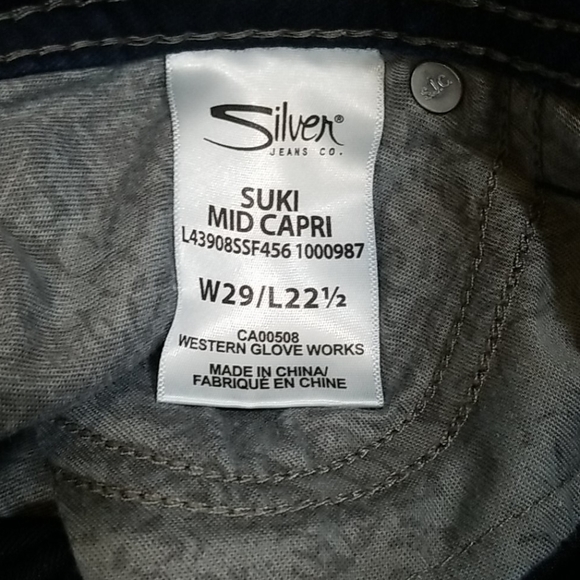 Silver®
JEANS CO.
SUKI
MID CAPRI
L43908SSF456 1000987
W29/L22½
CA00508
WESTERN GLOVE WORKS
MADE IN CHINA/
FABRIQUÉ EN CHINE